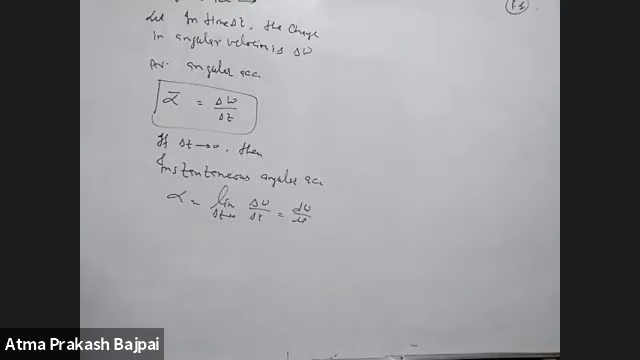 Let In time Δt, the change
in angular velocity is Δω
Av. angular acc.
ᾱ = Δω/Δt
If Δt → 0, then
Instantaneous angular acc.
α = lim Δt→0 Δω/Δt = dω/dt
Atma Prakash Bajpai